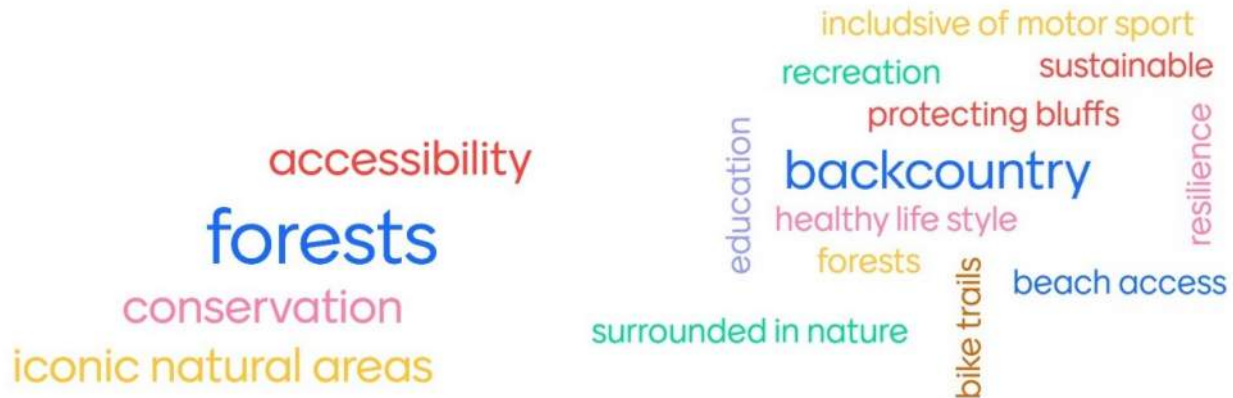 accessibility
forests
conservation
iconic natural areas
includsive of motor sport
recreation
sustainable
protecting bluffs
education
backcountry
resilience
healthy life style
forests
beach access
surrounded in nature
bike trails